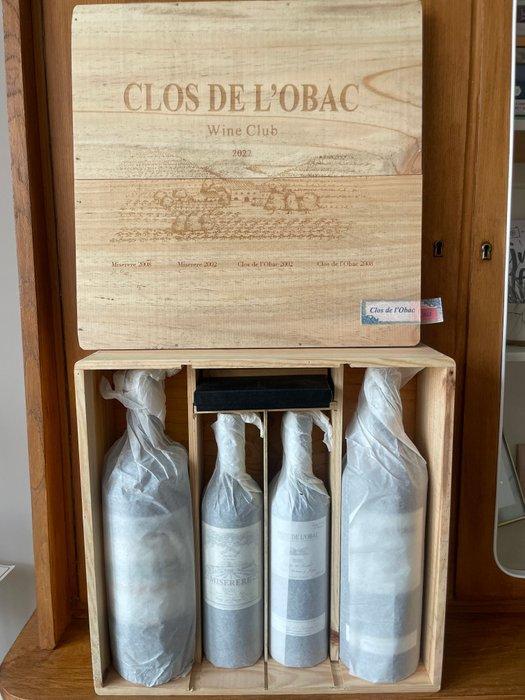 CLOS DE L'OBAC
Wine Club
2022
Miserere 2008 Miserere 2002 Clos de l'Obac 2002 Clos de l'Obac 2008
Clos de l'Obac
MISERERE
DE L'OBAC